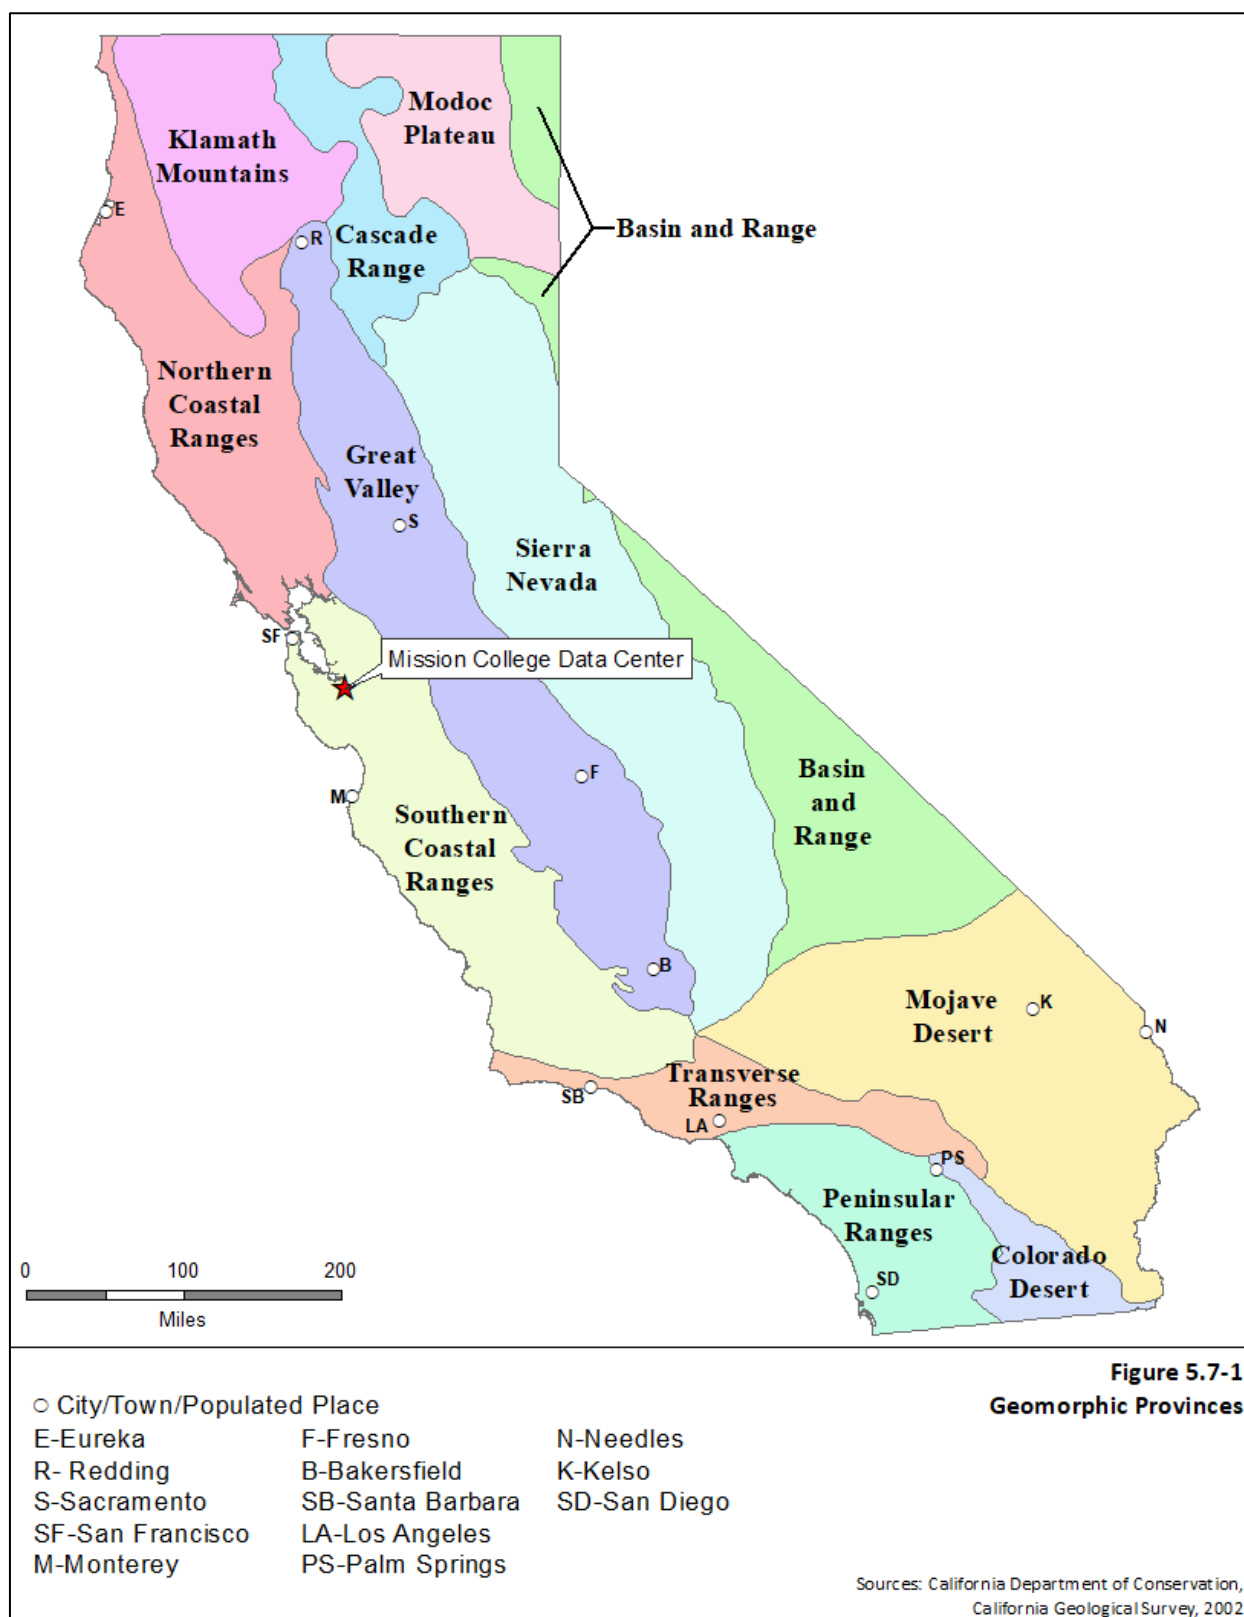 Klamath
Mountains
Modoc
Plateau
E
R
Cascade
Range
Basin and Range
Northern
Coastal
Ranges
Great
Valley
S
Sierra
Nevada
SF
Mission College Data Center
M
F
Southern
Coastal
Ranges
Basin
and
Range
B
Mojave
Desert
K
N
Transverse
Ranges
SB
LA
PS
Peninsular
Ranges
Colorado
Desert
SD
0 100 200
Miles
Figure 5.7-1
Geomorphic Provinces
City/Town/Populated Place
E-Eureka F-Fresno N-Needles
R- Redding B-Bakersfield K-Kelso
S-Sacramento SB-Santa Barbara SD-San Diego
SF-San Francisco LA-Los Angeles
M-Monterey PS-Palm Springs
Sources: California Department of Conservation,
California Geological Survey, 2002